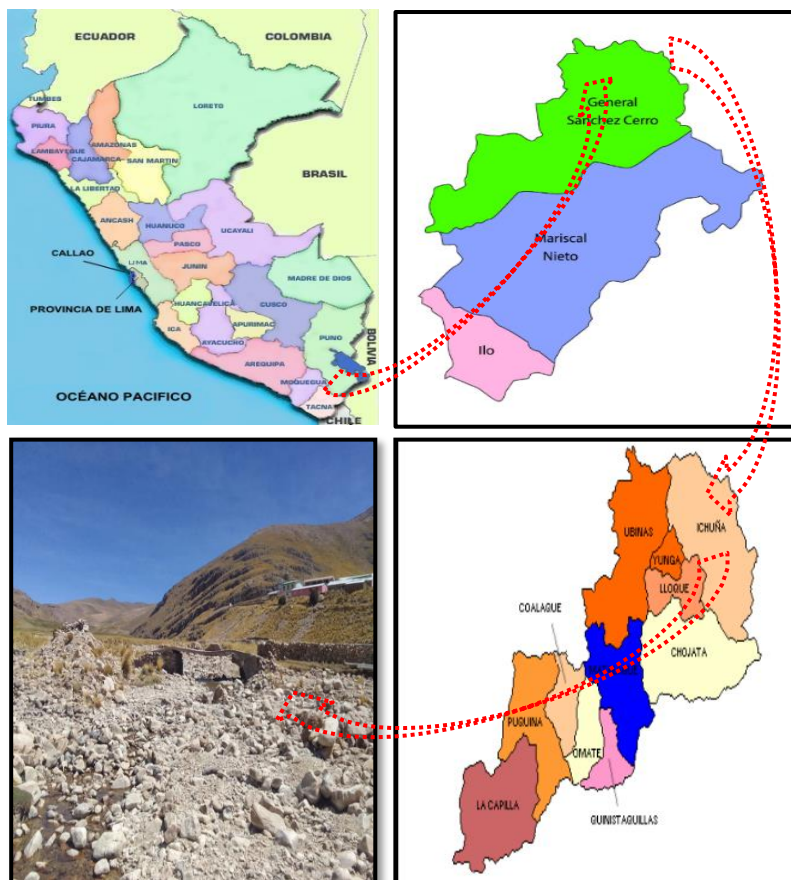 ECUADOR
COLOMBIA
TUMBES
LORETO
PIURA
AMAZONAS
LAMBAYEQUE
CAJAMARCA
SAN MARTIN
LA LIBERTAD
BRASIL
ANCASH
HUANUCO
UCAYALI
PASCO
CALLAO
LIMA
JUNIN
MADRE DE DIOS
PROVINCIA DE LIMA
HUANCAVELICA
CUSCO
ICA
APURIMAC
AYACUCHO
PUNO
BOLIVIA
AREQUIPA
MOQUEGUA
OCÉANO PACIFICO
TACNA
CHILE
General
Sánchez Cerro
Mariscal
Nieto
Ilo
UBINAS
ICHUÑA
YUNGA
LLOQUE
COALAQUE
CHOJATA
PUQUINA
OMATE
LA CAPILLA
QUINISTAQUILLAS